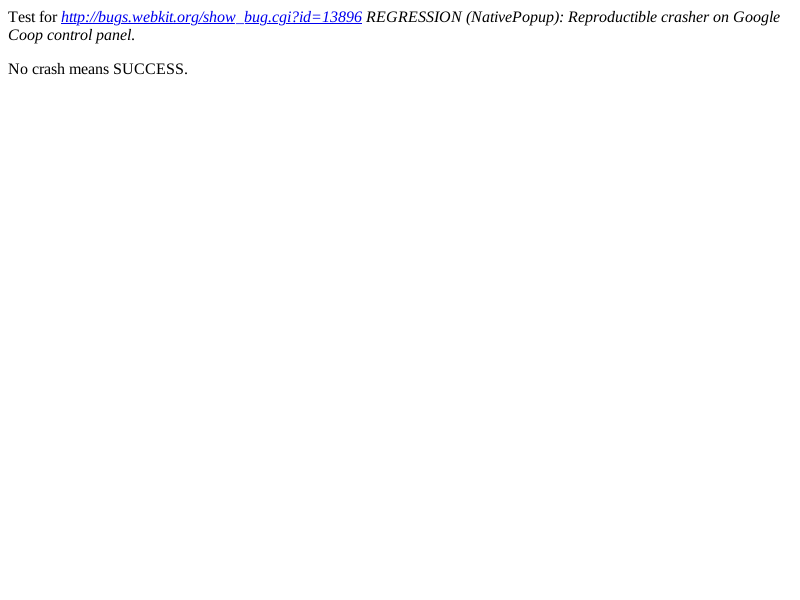 Test for http://bugs.webkit.org/show_bug.cgi?id=13896 REGRESSION (NativePopup): Reproducible crasher on Google
Coop control panel.
No crash means SUCCESS.